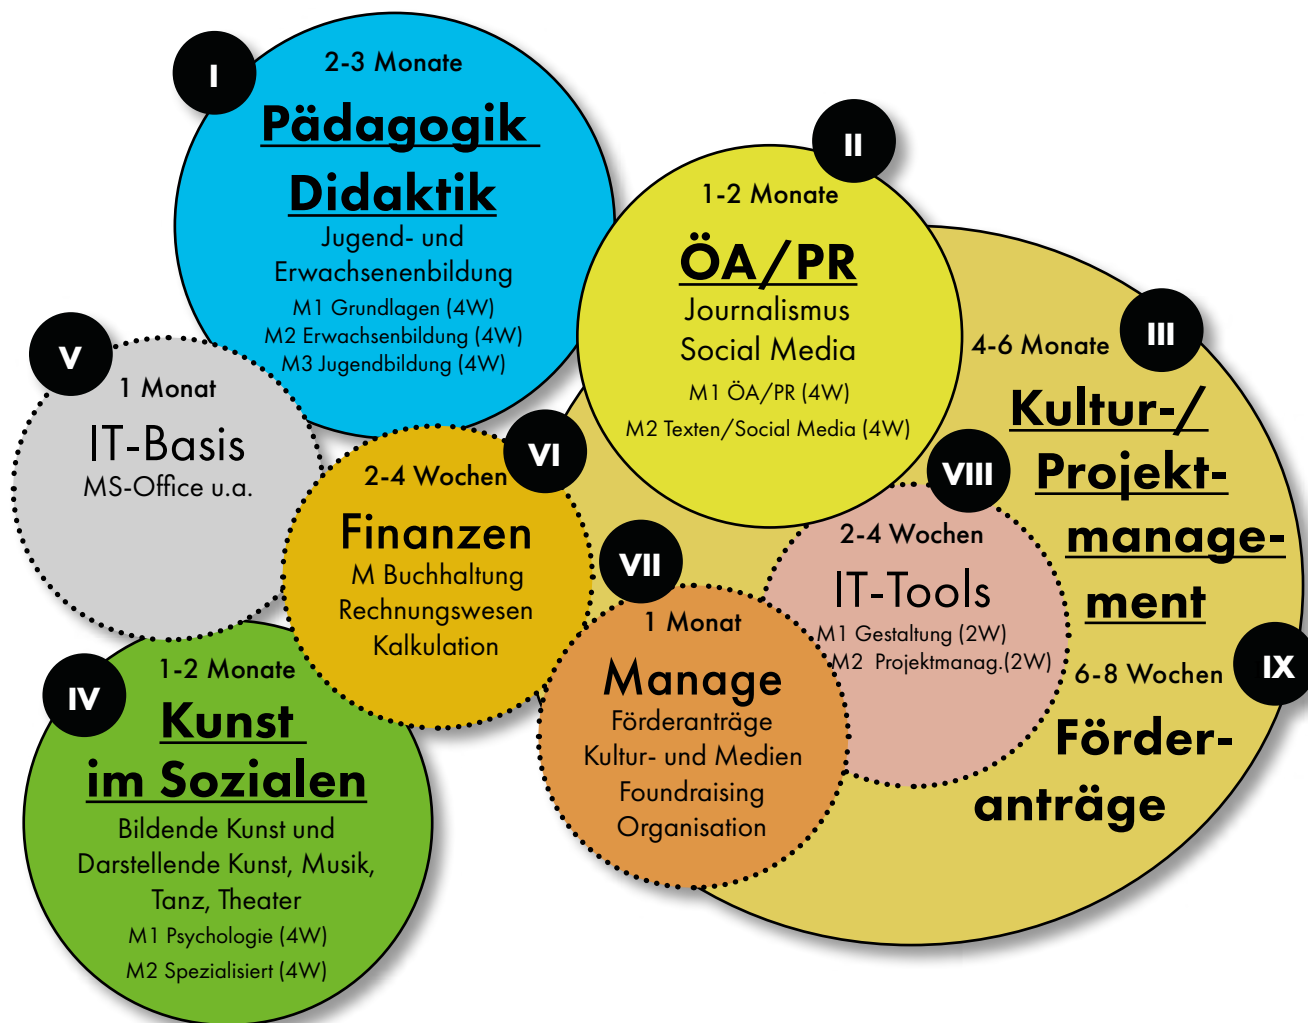 I
2-3 Monate
Pädagogik
Didaktik
Jugend- und
Erwachsenenbildung
M1 Grundlagen (4W)
M2 Erwachsenbildung (4W)
M3 Jugendbildung (4W)
II
1-2 Monate
ÖA/PR
Journalismus
Social Media
M1 ÖA/PR (4W)
M2 Texten/Social Media (4W)
III
4-6 Monate
Kultur-/
Projekt-
manage-
ment
V
1 Monat
IT-Basis
MS-Office u.a.
VI
2-4 Wochen
Finanzen
M Buchhaltung
Rechnungswesen
Kalkulation
VIII
2-4 Wochen
IT-Tools
M1 Gestaltung (2W)
M2 Projektmanag.(2W)
VII
1 Monat
Manage
Förderanträge
Kultur- und Medien
Foundraising
Organisation
IX
6-8 Wochen
Förder-
anträge
IV
1-2 Monate
Kunst
im Sozialen
Bildende Kunst und
Darstellende Kunst, Musik,
Tanz, Theater
M1 Psychologie (4W)
M2 Spezialisiert (4W)